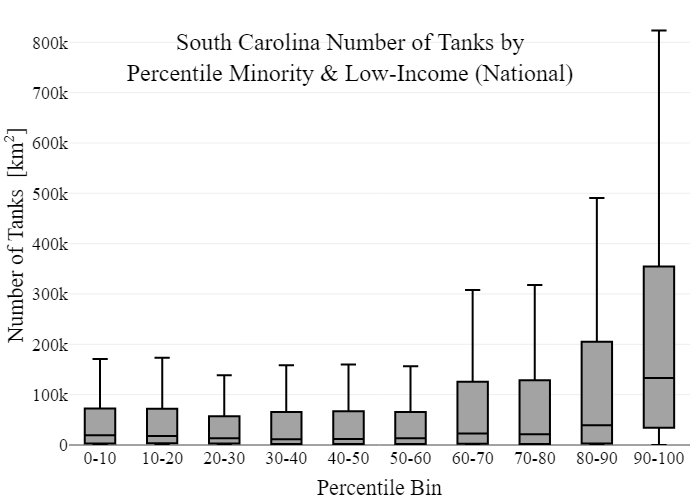 South Carolina Number of Tanks by
Percentile Minority & Low-Income (National)
Number of Tanks [km²]
800k
700k
600k
500k
400k
300k
200k
100k
0
0-10 10-20 20-30 30-40 40-50 50-60 60-70 70-80 80-90 90-100
Percentile Bin